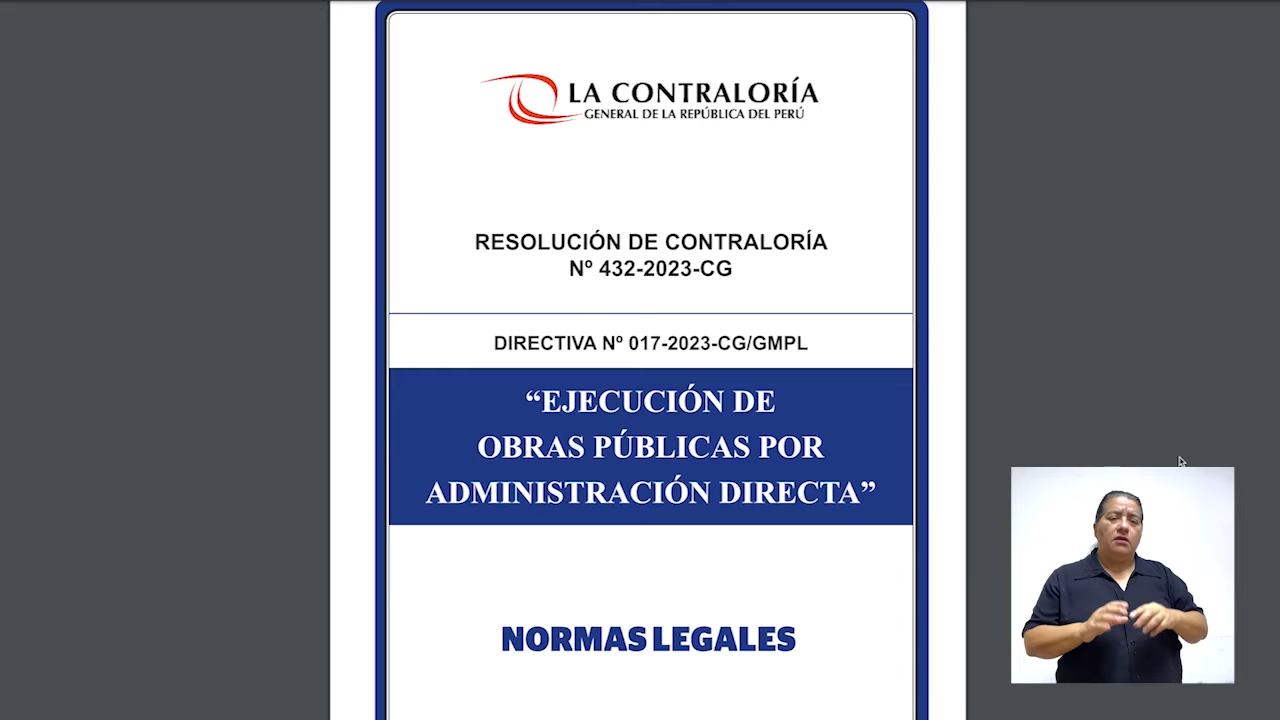 LA CONTRALORÍA
GENERAL DE LA REPÚBLICA DEL PERÚ
RESOLUCIÓN DE CONTRALORÍA
Nº 432-2023-CG
DIRECTIVA Nº 017-2023-CG/GMPL
“EJECUCIÓN DE
OBRAS PÚBLICAS POR
ADMINISTRACIÓN DIRECTA”
NORMAS LEGALES